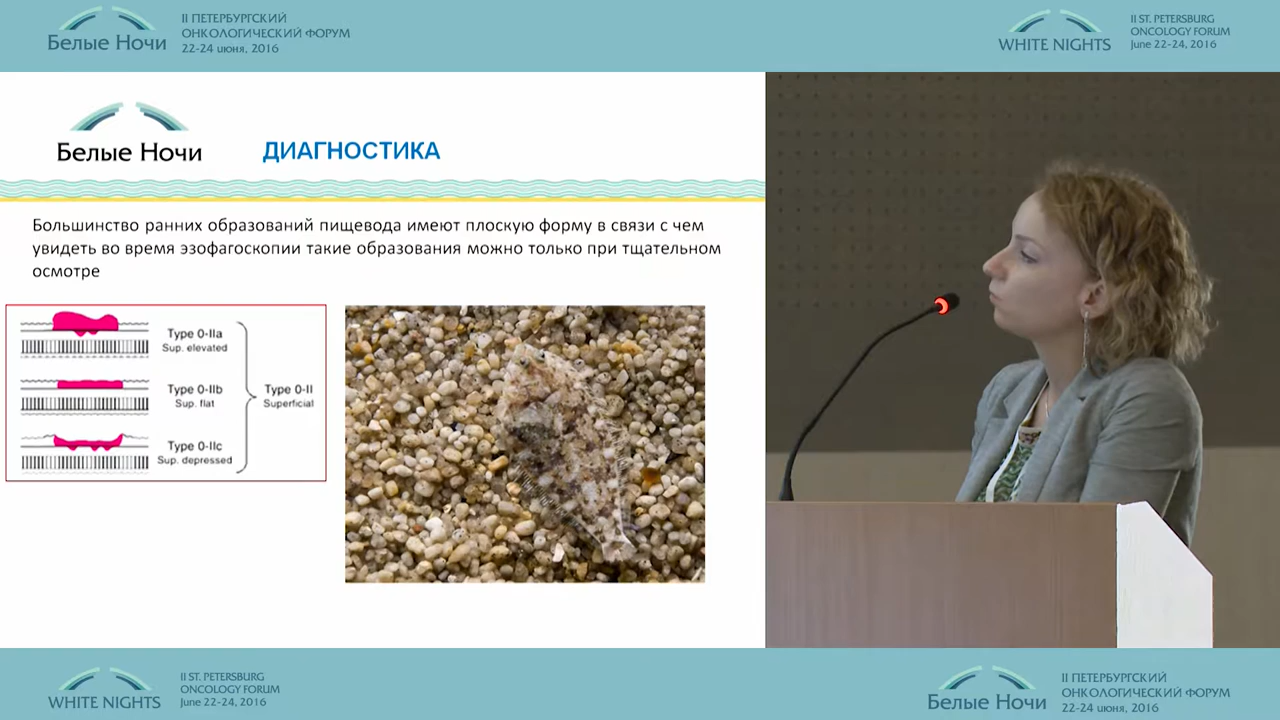 Белые Ночи
II ПЕТЕРБУРГСКИЙ
ОНКОЛОГИЧЕСКИЙ ФОРУМ
22-24 июня, 2016
WHITE NIGHTS
II ST. PETERSBURG
ONCOLOGY FORUM
June 22-24, 2016
Белые Ночи
ДИАГНОСТИКА
Большинство ранних образований пищевода имеют плоскую форму в связи с чем
увидеть во время эзофагоскопии такие образования можно только при тщательном
осмотре
Type 0-IIa
Sup. elevated
Type 0-IIb
Sup. flat
Type 0-II
Superficial
Type 0-IIc
Sup. depressed
WHITE NIGHTS
II ST. PETERSBURG
ONCOLOGY FORUM
June 22-24, 2016
Белые Ночи
II ПЕТЕРБУРГСКИЙ
ОНКОЛОГИЧЕСКИЙ ФОРУМ
22-24 июня, 2016